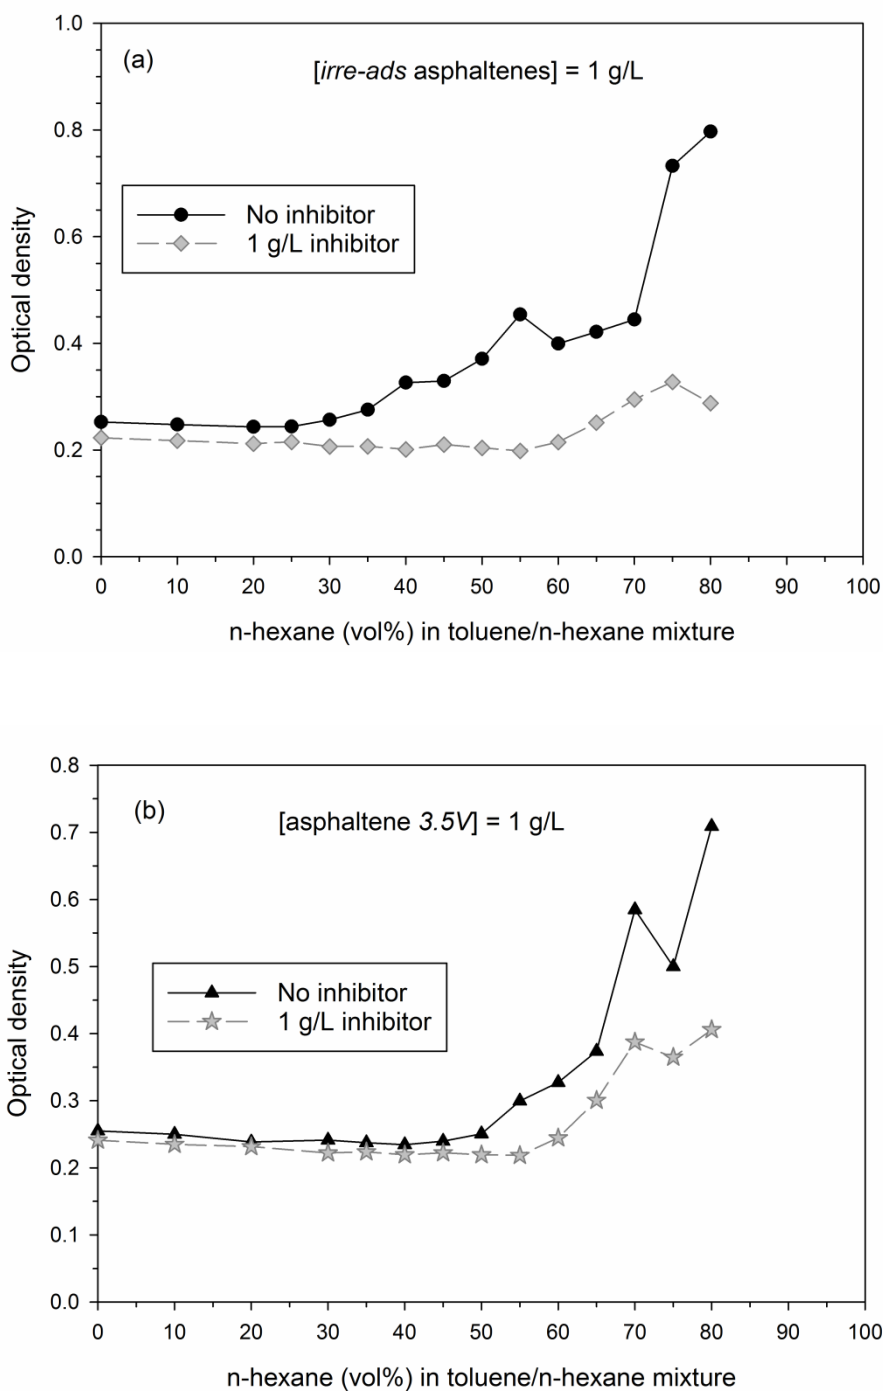 (a)
[irre-ads asphaltenes] = 1 g/L
No inhibitor
1 g/L inhibitor
Optical density
1.0
0.8
0.6
0.4
0.2
0.0
0 10 20 30 40 50 60 70 80 90 100
n-hexane (vol%) in toluene/n-hexane mixture
(b)
[asphaltene 3.5V] = 1 g/L
No inhibitor
1 g/L inhibitor
Optical density
0.8
0.7
0.6
0.5
0.4
0.3
0.2
0.1
0.0
0 10 20 30 40 50 60 70 80 90 100
n-hexane (vol%) in toluene/n-hexane mixture